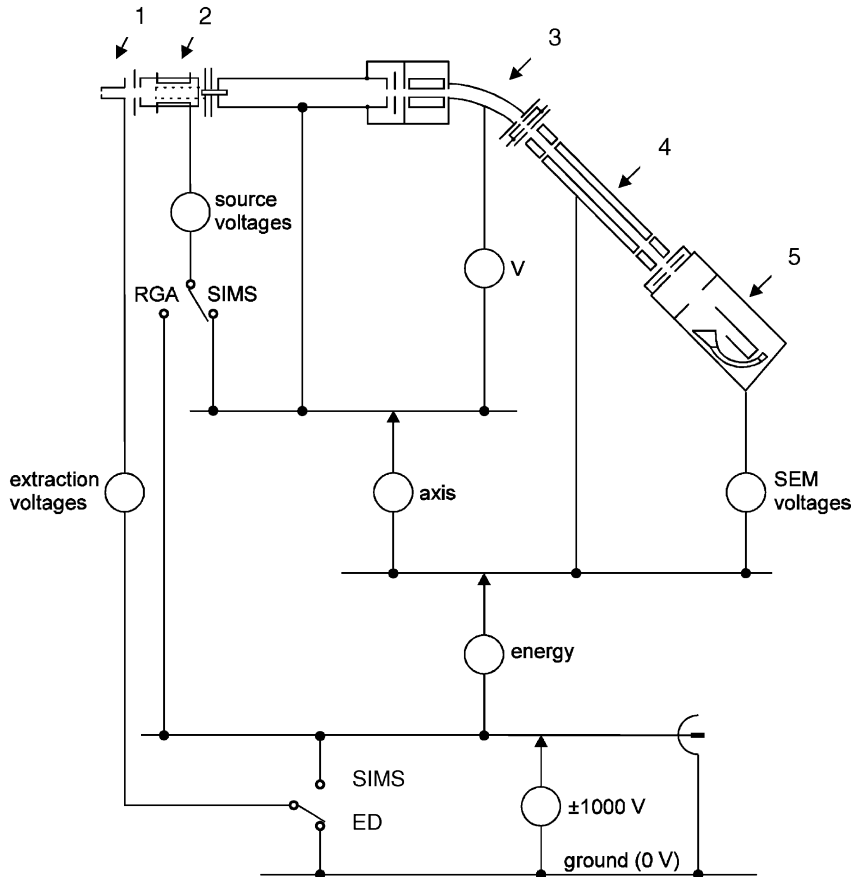 1
2
3
4
5
source
voltages
RGA
SIMS
V
extraction
voltages
axis
SEM
voltages
energy
SIMS
ED
±1000 V
ground (0 V)